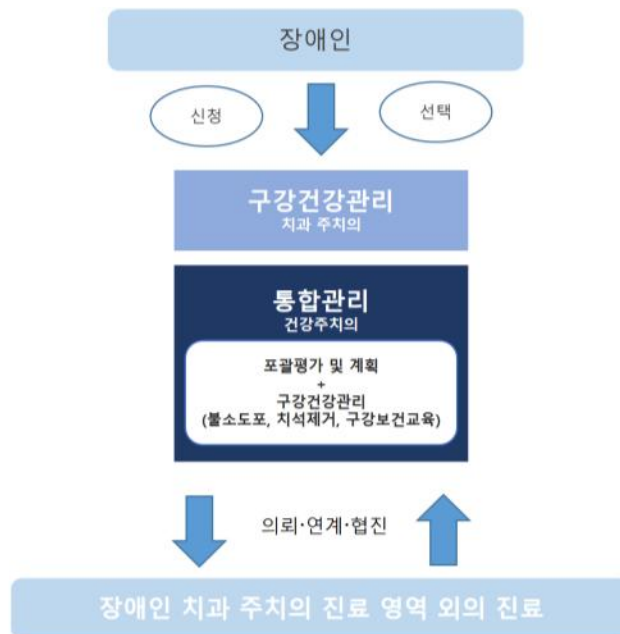 장애인
신청
선택
구강건강관리
치과 주치의
통합관리
건강주치의
포괄평가 및 계획
+
구강건강관리
(불소도포, 치석제거, 구강보건교육)
의뢰·연계·협진
장애인 치과 주치의 진료 영역 외의 진료